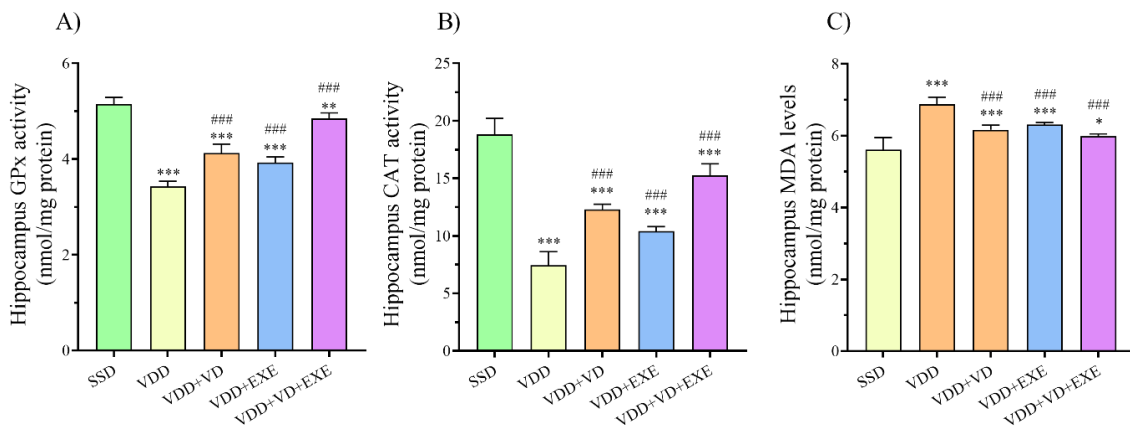 A)
Hippocampus GPx activity
(nmol/mg protein)
6
4
2
0
***
###
***
###
***
###
**
SSD
VDD
VDD+VD
VDD+EXE
VDD+VD+EXE
B)
Hippocampus CAT activity
(nmol/mg protein)
25
20
15
10
5
0
***
###
***
###
***
###
***
SSD
VDD
VDD+VD
VDD+EXE
VDD+VD+EXE
C)
Hippocampus MDA levels
(nmol/mg protein)
8
6
4
2
0
***
###
***
###
***
###
*
SSD
VDD
VDD+VD
VDD+EXE
VDD+VD+EXE